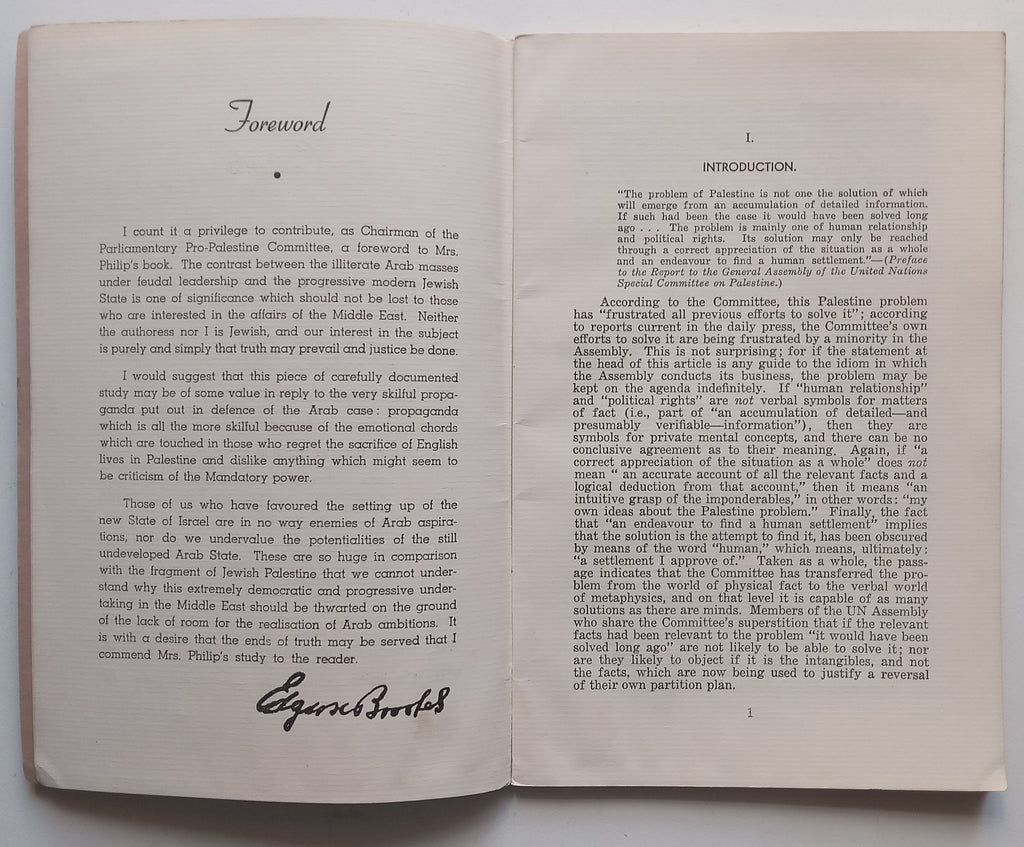 Foreword
I count it a privilege to contribute, as Chairman of the
Parliamentary Pro-Palestine Committee, a foreword to Mrs.
Philip's book. The contrast between the illiterate Arab masses
under feudal leadership and the progressive modern Jewish
State is one of significance which should not be lost to those
who are interested in the affairs of the Middle East. Neither
the authoress nor I is Jewish, and our interest in the subject
is purely and simply that truth may prevail and justice be done.
I would suggest that this piece of carefully documented
study may be of some value in reply to the very skilful propa-
ganda put out in defence of the Arab case: propaganda
which is all the more skilful because of the emotional chords
which are touched in those who regret the sacrifice of English
lives in Palestine and dislike anything which might seem to
be criticism of the Mandatory power.
Those of us who have favoured the setting up of the
new State of Israel are in no way enemies of Arab aspira-
tions, nor do we undervalue the potentialities of the still
undeveloped Arab State. These are so huge in comparison
with the fragment of Jewish Palestine that we cannot under-
stand why this extremely democratic and progressive under-
taking in the Middle East should be thwarted on the ground
of the lack of room for the realisation of Arab ambitions. It
is with a desire that the ends of truth may be served that I
commend Mrs. Philip's study to the reader.
I.
INTRODUCTION.
"The problem of Palestine is not one the solution of which
will emerge from an accumulation of detailed information.
If such had been the case it would have been solved long
ago . . . The problem is mainly one of human relationship
and political rights. Its solution may only be reached
through a correct appreciation of the situation as a whole
and an endeavour to find a human settlement."—(Preface
to the Report to the General Assembly of the United Nations
Special Committee on Palestine.)
According to the Committee, this Palestine problem
has "frustrated all previous efforts to solve it"; according
to reports current in the daily press, the Committee's own
efforts to solve it are being frustrated by a minority in the
Assembly. This is not surprising; for if the statement at
the head of this article is any guide to the idiom in which
the Assembly conducts its business, the problem may be
kept on the agenda indefinitely. If "human relationship"
and "political rights" are not verbal symbols for matters
of fact (i.e., part of "an accumulation of detailed—and
presumably verifiable—information"), then they are
symbols for private mental concepts, and there can be no
conclusive agreement as to their meaning. Again, if "a
correct appreciation of the situation as a whole" does not
mean " an accurate account of all the relevant facts and a
logical deduction from that account," then it means "an
intuitive grasp of the imponderables," in other words: "my
own ideas about the Palestine problem." Finally, the fact
that "an endeavour to find a human settlement" implies
that the solution is the attempt to find it, has been obscured
by means of the word "human," which means, ultimately:
"a settlement I approve of." Taken as a whole, the pass-
age indicates that the Committee has transferred the pro-
blem from the world of physical fact to the verbal world
of metaphysics, and on that level it is capable of as many
solutions as there are minds. Members of the UN Assembly
who share the Committee's superstition that if the relevant
facts had been relevant to the problem "it would have been
solved long ago" are not likely to be able to solve it; nor
are they likely to object if it is the intangibles, and not
the facts, which are now being used to justify a reversal
of their own partition plan.
1